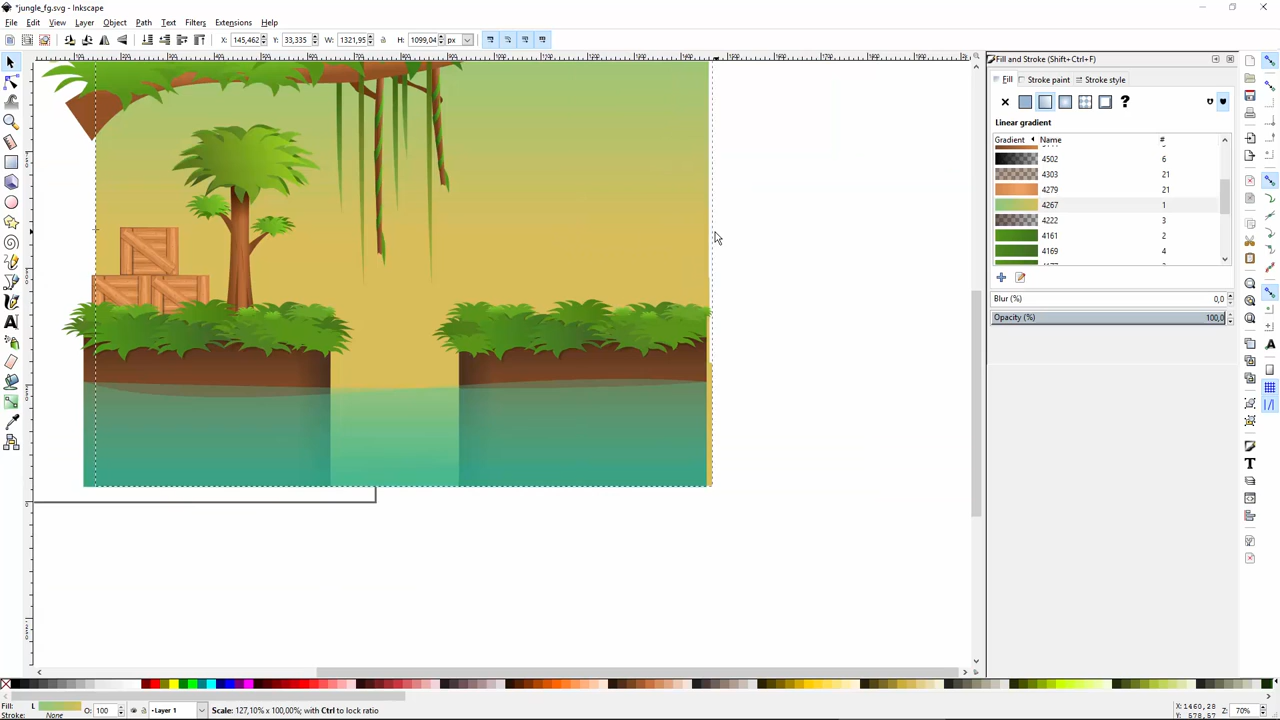 *jungle_fg.svg - Inkscape
File Edit View Layer Object Path Text Filters Extensions Help
X: 145,462 Y: 33,335 W: 1321,95 H: 1099,04 px
Fill and Stroke (Shift+Ctrl+F)
Fill Stroke paint Stroke style
Linear gradient
Gradient Name #
4502 6
4303 21
4279 21
4267 1
4222 3
4161 2
4169 4
Blur (%) 0,0
Opacity (%) 100,0
Fill: L O: 100 Layer 1 Scale: 127,10% x 100,00%; with Ctrl to lock ratio X:1460,28 Z: 70%
Stroke: None Y: 578,57